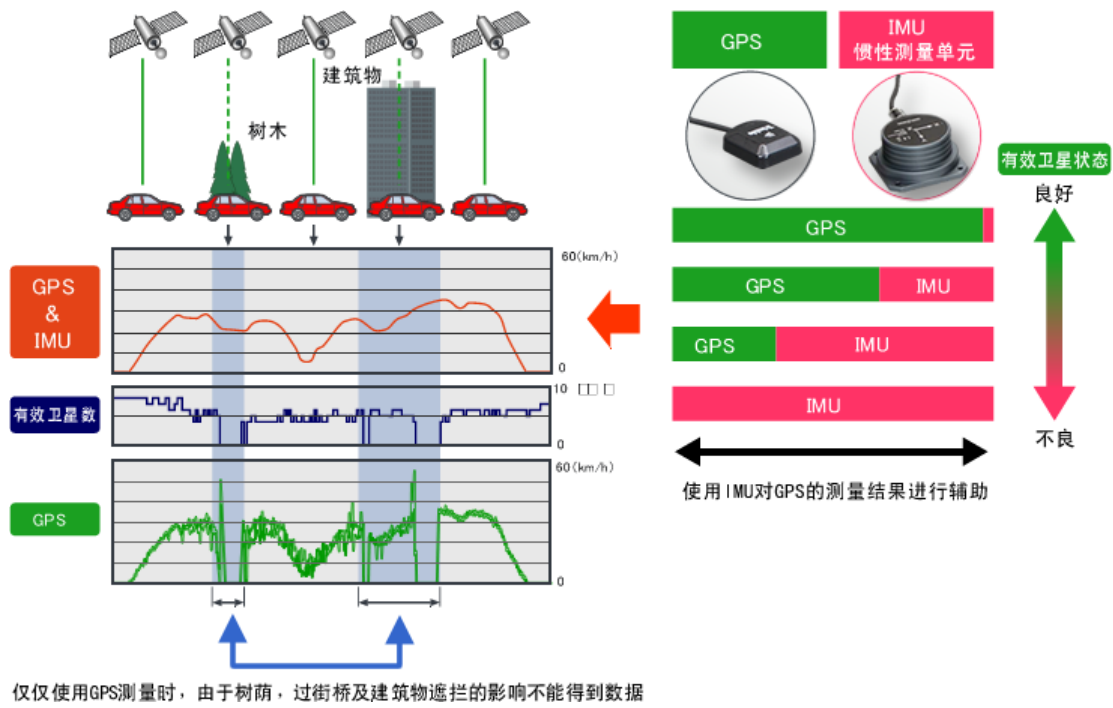 建筑物
树木
GPS
IMU
惯性测量单元
有效卫星状态
良好
GPS
GPS
IMU
GPS
IMU
IMU
不良
使用IMU对GPS的测量结果进行辅助
GPS
&
IMU
60(km/h)
0
有效卫星数
10
0
GPS
60(km/h)
0
仅仅使用GPS测量时，由于树荫，过街桥及建筑物遮拦的影响不能得到数据